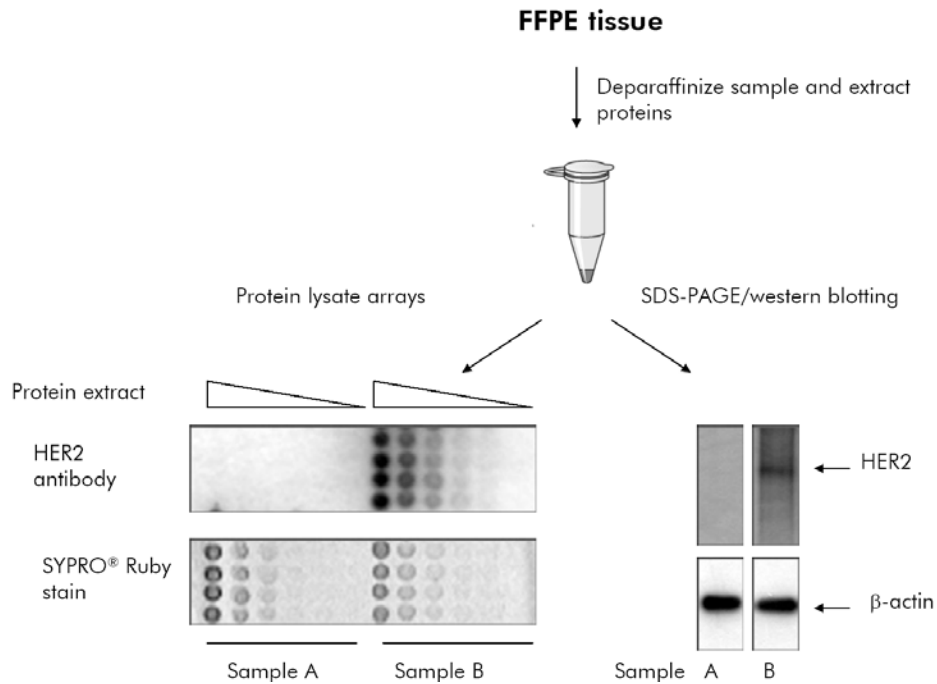 FFPE tissue
Deparaffinize sample and extract
proteins
Protein lysate arrays
SDS-PAGE/western blotting
Protein extract
HER2
antibody
HER2
SYPRO® Ruby
stain
β-actin
Sample A
Sample B
Sample A B